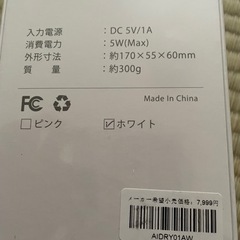 入力電源 : DC 5V/1A
消費電力 : 5W(Max)
外形寸法 : 約170×55×60mm
質量 : 約300g
FC
Made In China
□ピンク ☑ホワイト
メーカー希望小売価格: 7,999円
AIDRY01AW